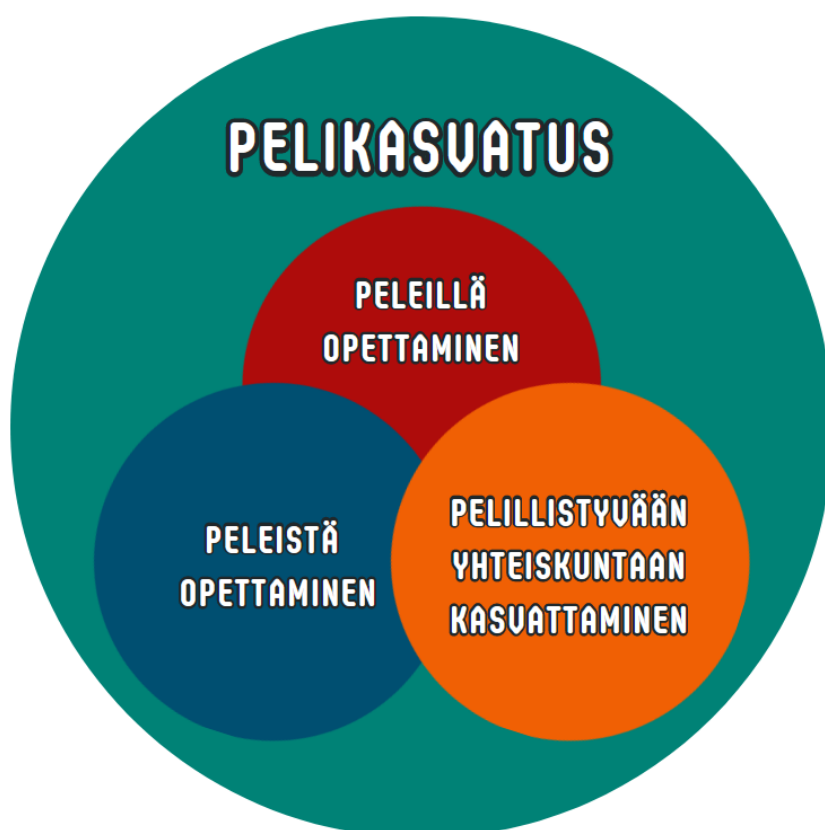 PELIKASVATUS
PELEILLÄ
OPETTAMINEN
PELEISTÄ
OPETTAMINEN
PELILLISTYVÄÄN
YHTEISKUNTAAN
KASVATTAMINEN